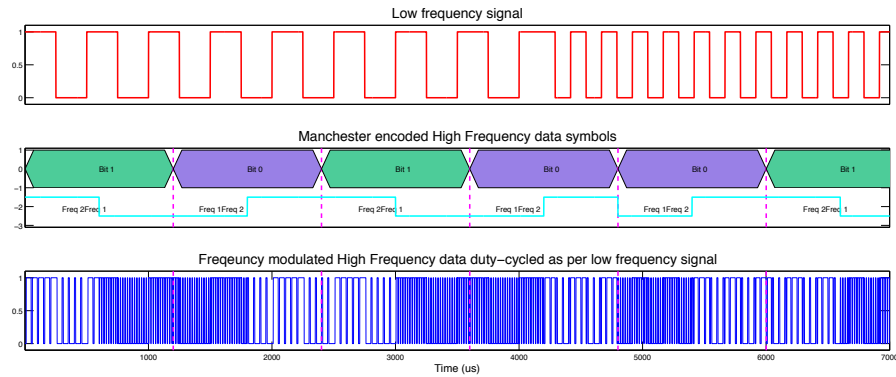 Low frequency signal
1
0.5
0
Manchester encoded High Frequency data symbols
1
0
−1
−2
−3
Bit 1 Bit 0 Bit 1 Bit 0 Bit 0 Bit 1
Freq 2Freq 1 Freq 1Freq 2 Freq 2Freq 1 Freq 1Freq 2 Freq 1Freq 2 Freq 2Freq 1
Freqeuncy modulated High Frequency data duty−cycled as per low frequency signal
1
0.5
0
1000 2000 3000 4000 5000 6000 7000
Time (us)